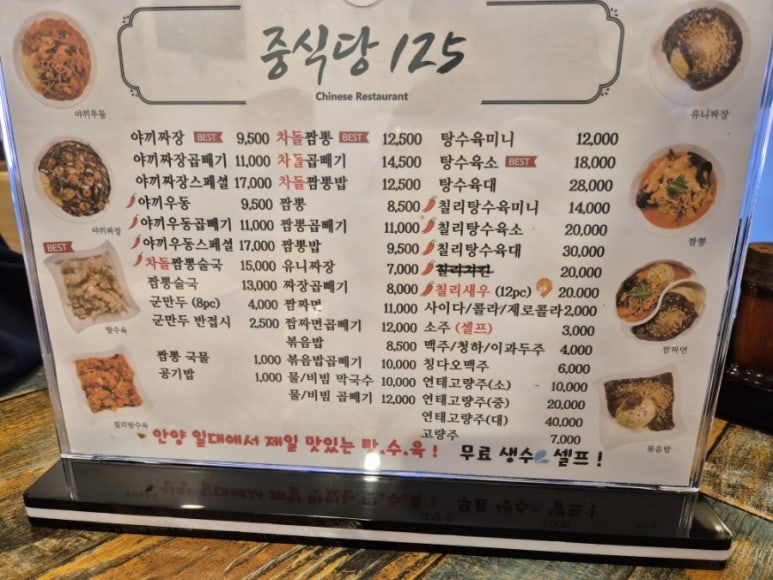 중식당 125
Chinese Restaurant
야끼우동
유니짜장
야끼짜장 BEST 9,500 차돌짬뽕 BEST 12,500 탕수육미니 12,000
야끼짜장곱빼기 11,000 차돌곱빼기 14,500 탕수육소 BEST 18,000
야끼짜장스페셜 17,000 차돌짬뽕밥 12,500 탕수육대 28,000
야끼우동 9,500 짬뽕 8,500 칠리탕수육미니 14,000
야끼우동곱빼기 11,000 짬뽕곱빼기 11,000 칠리탕수육소 20,000
야끼우동스페셜 17,000 짬뽕밥 9,500 칠리탕수육대 30,000
차돌짬뽕술국 15,000 유니짜장 7,000 칠리치킨 20,000
짬뽕술국 13,000 짜장곱빼기 8,000 칠리새우 (12pc) 20,000
군만두 (8pc) 4,000 짬짜면 11,000 사이다/콜라/제로콜라 2,000
군만두 반접시 2,500 짬짜면곱빼기 12,000 소주 (셀프) 3,000
볶음밥 8,500 맥주/청하/이과두주 4,000
짬뽕 국물 1,000 볶음밥곱빼기 10,000 칭다오맥주 6,000
공기밥 1,000 물/비빔 막국수 10,000 연태고량주(소) 10,000
물/비빔 곱빼기 12,000 연태고량주(중) 20,000
연태고량주(대) 40,000
고량주 7,000
야끼짜장
짬뽕
BEST
탕수육
짬짜면
칠리탕수육
볶음밥
안양 일대에서 제일 맛있는 탕.수.육! 무료 생수 셀프!